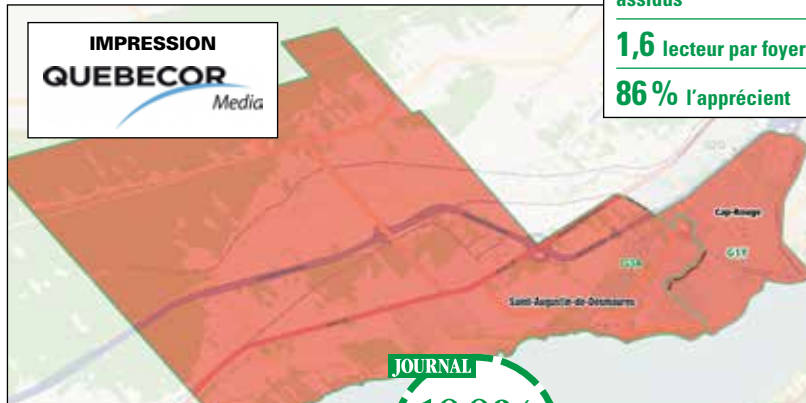 assidus
1,6 lecteur par foyer
86 % l'apprécient
IMPRESSION
QUEBECOR
Media
Cap-Rouge
G1Y
G3A
Saint-Augustin-de-Desmaures
JOURNAL